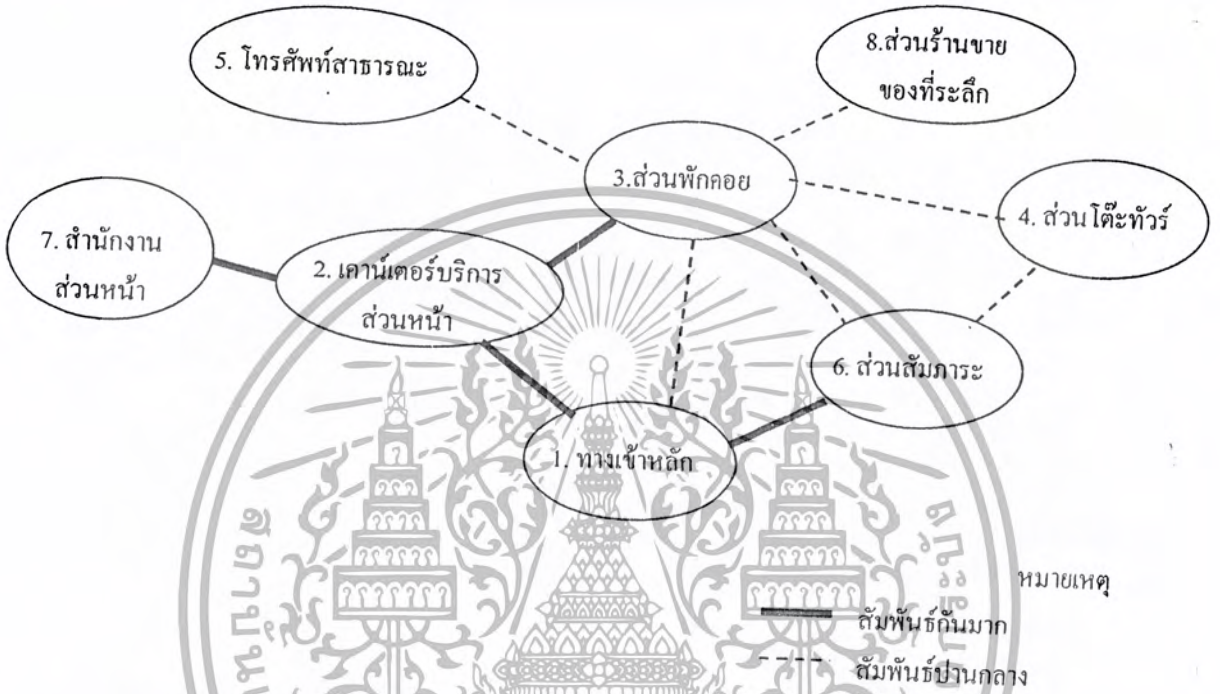 5. โทรศัพท์สาธารณะ
8.ส่วนร้านขาย
ของที่ระลึก
3.ส่วนพักคอย
4. ส่วนโต๊ะทัวร์
7. สำนักงาน
ส่วนหน้า
2. เคาน์เตอร์บริการ
ส่วนหน้า
6. ส่วนสัมภาระ
1. ทางเข้าหลัก
หมายเหตุ
สัมพันธ์กันมาก
สัมพันธ์ปานกลาง